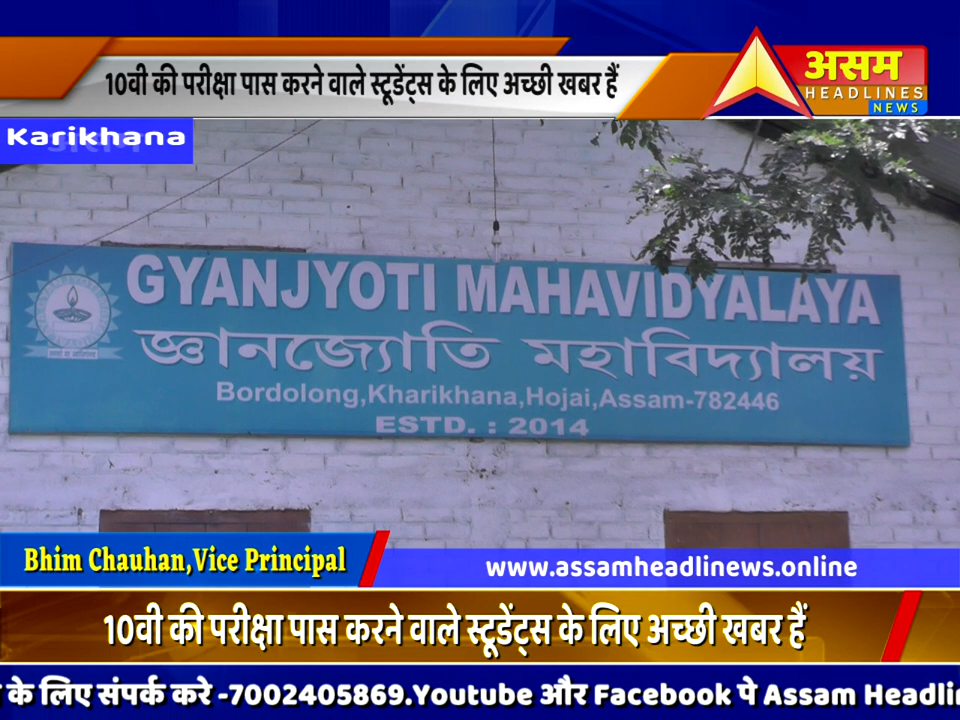 10वी की परीक्षा पास करने वाले स्टूडेंट्स के लिए अच्छी खबर हैं
असम
HEADLINES
NEWS
Karikhana
GYANJYOTI MAHAVIDYALAYA
জ্ঞানজ্যোতি মহাবিদ্যালয়
Bordolong,Kharikhana,Hojai,Assam-782446
ESTD. : 2014
Bhim Chauhan,Vice Principal
www.assamheadlinews.online
10वी की परीक्षा पास करने वाले स्टूडेंट्स के लिए अच्छी खबर हैं
के लिए संपर्क करे -7002405869.Youtube और Facebook पे Assam Headlin